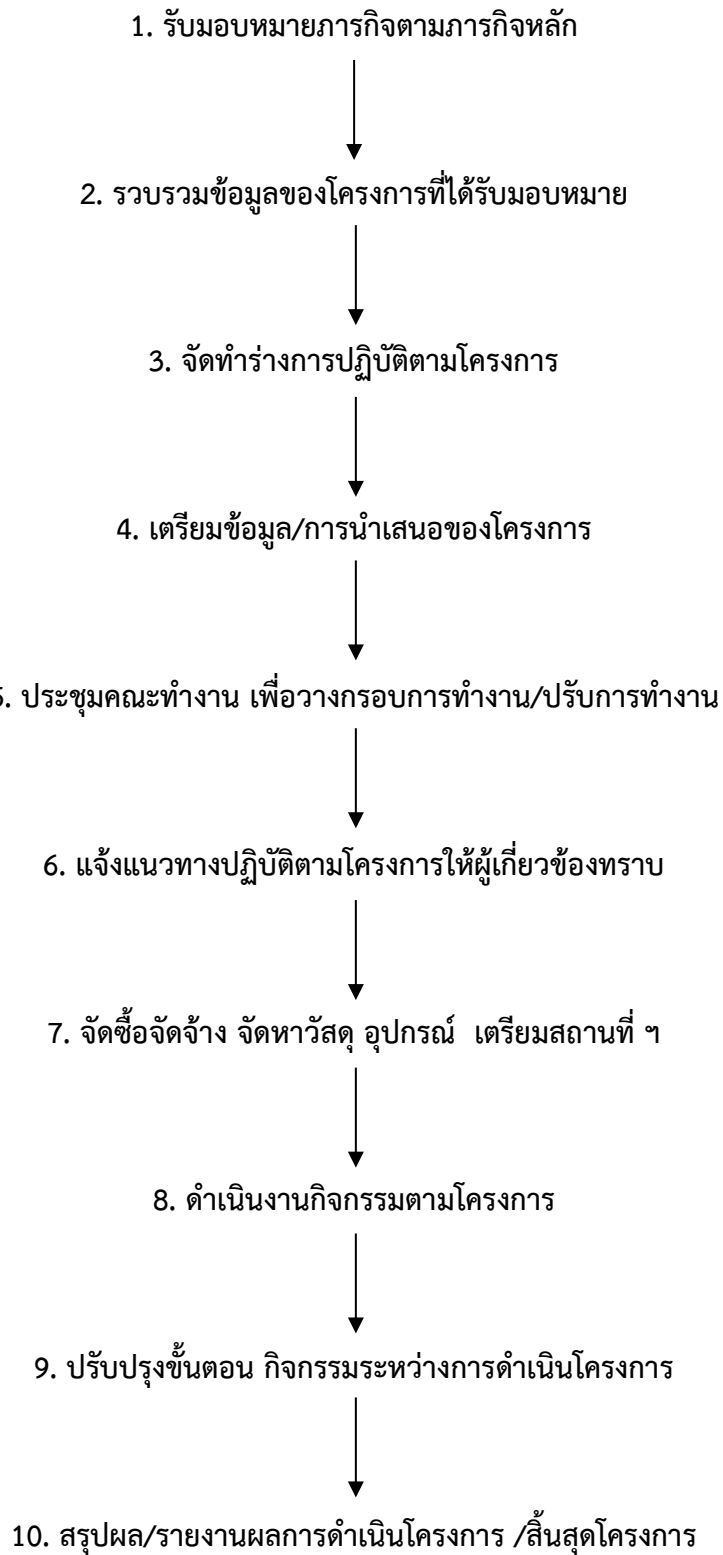 1. รับมอบหมายภารกิจตามภารกิจหลัก
2. รวบรวมข้อมูลของโครงการที่ได้รับมอบหมาย
3. จัดทำร่างการปฏิบัติตามโครงการ
4. เตรียมข้อมูล/การนำเสนอของโครงการ
5. ประชุมคณะทำงาน เพื่อวางกรอบการทำงาน/ปรับการทำงาน
6. แจ้งแนวทางปฏิบัติตามโครงการให้ผู้เกี่ยวข้องทราบ
7. จัดซื้อจัดจ้าง จัดหาวัสดุ อุปกรณ์ เตรียมสถานที่ ฯ
8. ดำเนินงานกิจกรรมตามโครงการ
9. ปรับปรุงขั้นตอน กิจกรรมระหว่างการดำเนินโครงการ
10. สรุปผล/รายงานผลการดำเนินโครงการ /สิ้นสุดโครงการ